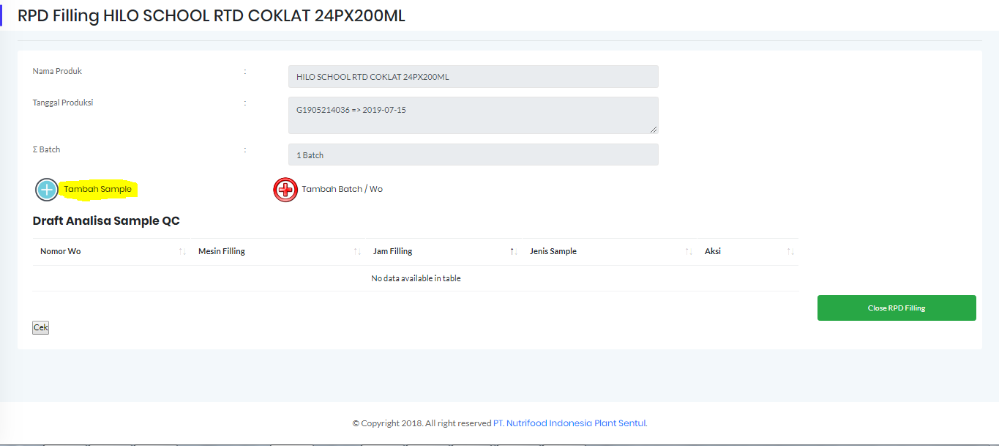 RPD Filling HILO SCHOOL RTD COKLAT 24PX200ML
Nama Produk : HILO SCHOOL RTD COKLAT 24PX200ML
Tanggal Produksi : G1905214036 => 2019-07-15
Σ Batch : 1 Batch
Tambah Sample Tambah Batch / Wo
Draft Analisa Sample QC
Nomor Wo Mesin Filling Jam Filling Jenis Sample Aksi
No data available in table
Close RPD Filling
Cek
© Copyright 2018. All right reserved PT. Nutrifood Indonesia Plant Sentul.